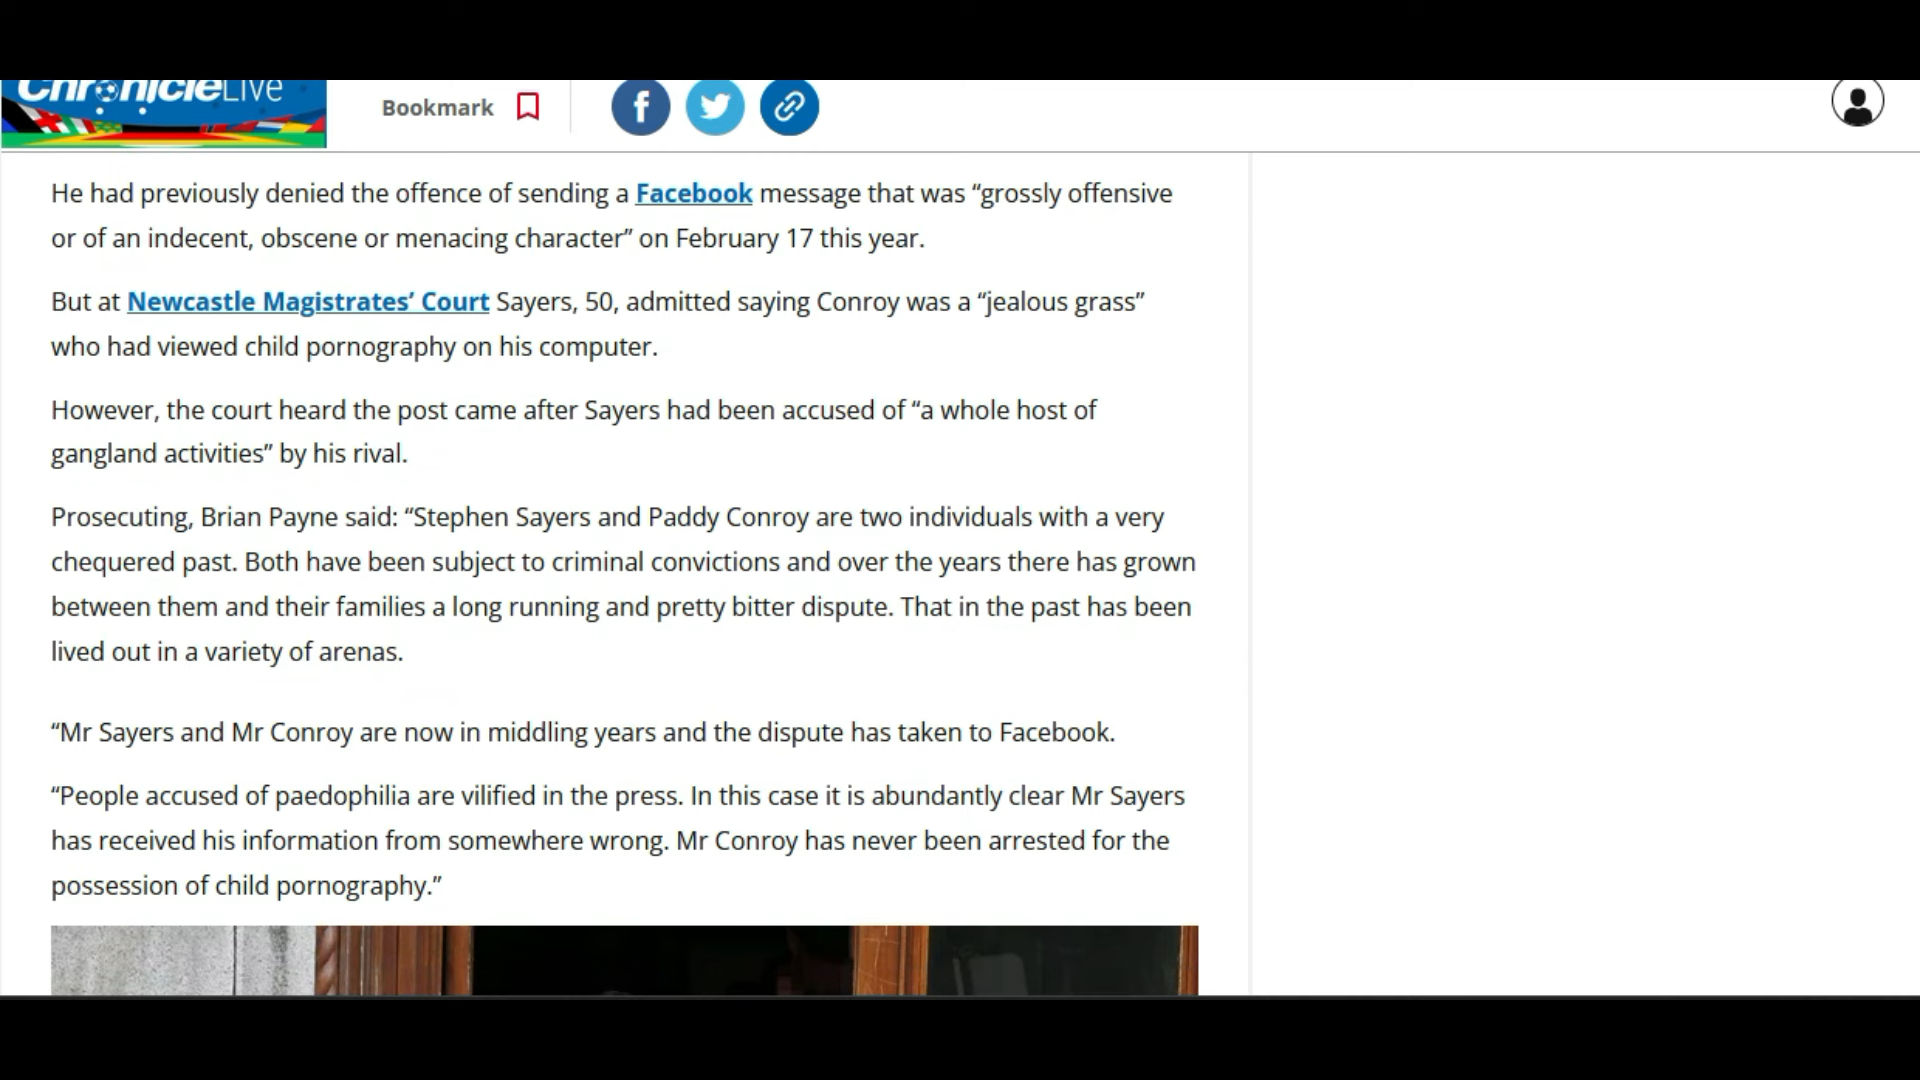 ChronicleLive
Bookmark
He had previously denied the offence of sending a Facebook message that was “grossly offensive
or of an indecent, obscene or menacing character” on February 17 this year.
But at Newcastle Magistrates’ Court Sayers, 50, admitted saying Conroy was a “jealous grass”
who had viewed child pornography on his computer.
However, the court heard the post came after Sayers had been accused of “a whole host of
gangland activities” by his rival.
Prosecuting, Brian Payne said: “Stephen Sayers and Paddy Conroy are two individuals with a very
chequered past. Both have been subject to criminal convictions and over the years there has grown
between them and their families a long running and pretty bitter dispute. That in the past has been
lived out in a variety of arenas.
“Mr Sayers and Mr Conroy are now in middling years and the dispute has taken to Facebook.
“People accused of paedophilia are vilified in the press. In this case it is abundantly clear Mr Sayers
has received his information from somewhere wrong. Mr Conroy has never been arrested for the
possession of child pornography.”